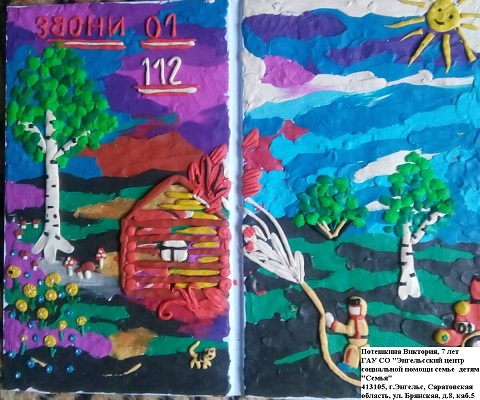 ЗВОНИ 01
112
Потешкина Виктория, 7 лет
ГАУ СО "Энгельсский центр
социальной помощи семье детям
"Семья"
413105, г.Энгельс, Саратовская
область, ул. Брянская, д.8, каб.5